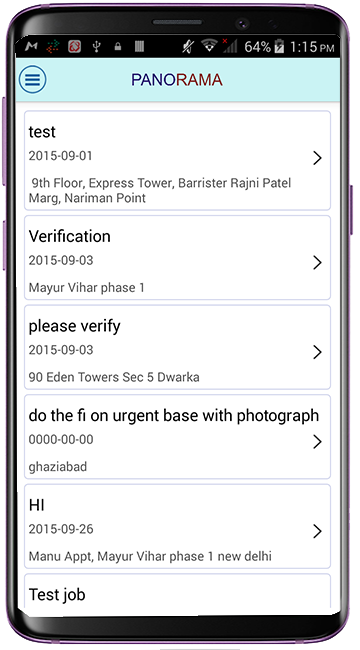 64% 1:15 PM
PANORAMA
test
2015-09-01
9th Floor, Express Tower, Barrister Rajni Patel
Marg, Nariman Point
Verification
2015-09-03
Mayur Vihar phase 1
please verify
2015-09-03
90 Eden Towers Sec 5 Dwarka
do the fi on urgent base with photograph
0000-00-00
ghaziabad
HI
2015-09-26
Manu Appt, Mayur Vihar phase 1 new delhi
Test job